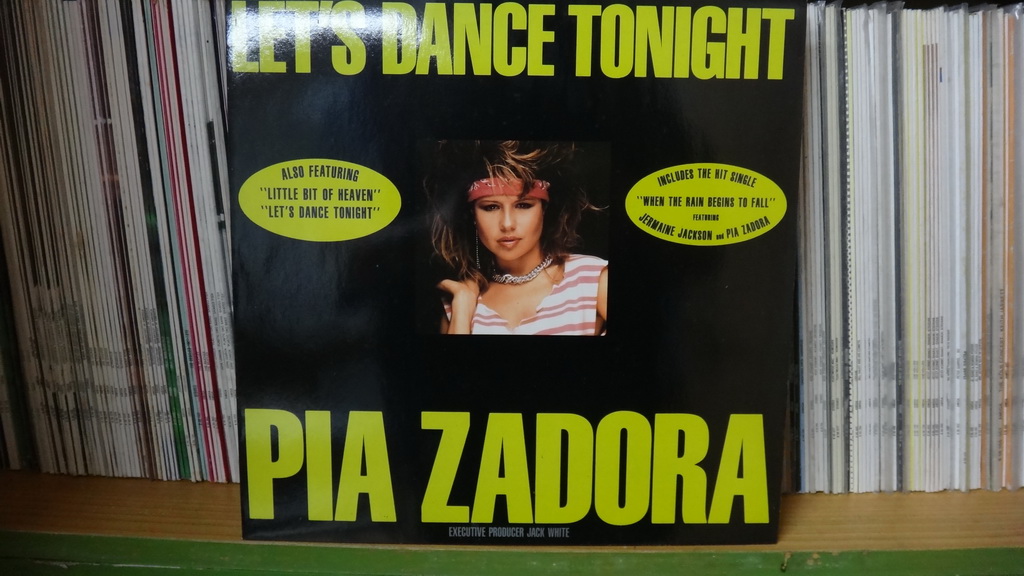 LET'S DANCE TONIGHT
ALSO FEATURING
"LITTLE BIT OF HEAVEN"
"LET'S DANCE TONIGHT"
INCLUDES THE HIT SINGLE
"WHEN THE RAIN BEGINS TO FALL"
FEATURING
JERMAINE JACKSON and PIA ZADORA
PIA ZADORA
EXECUTIVE PRODUCER JACK WHITE